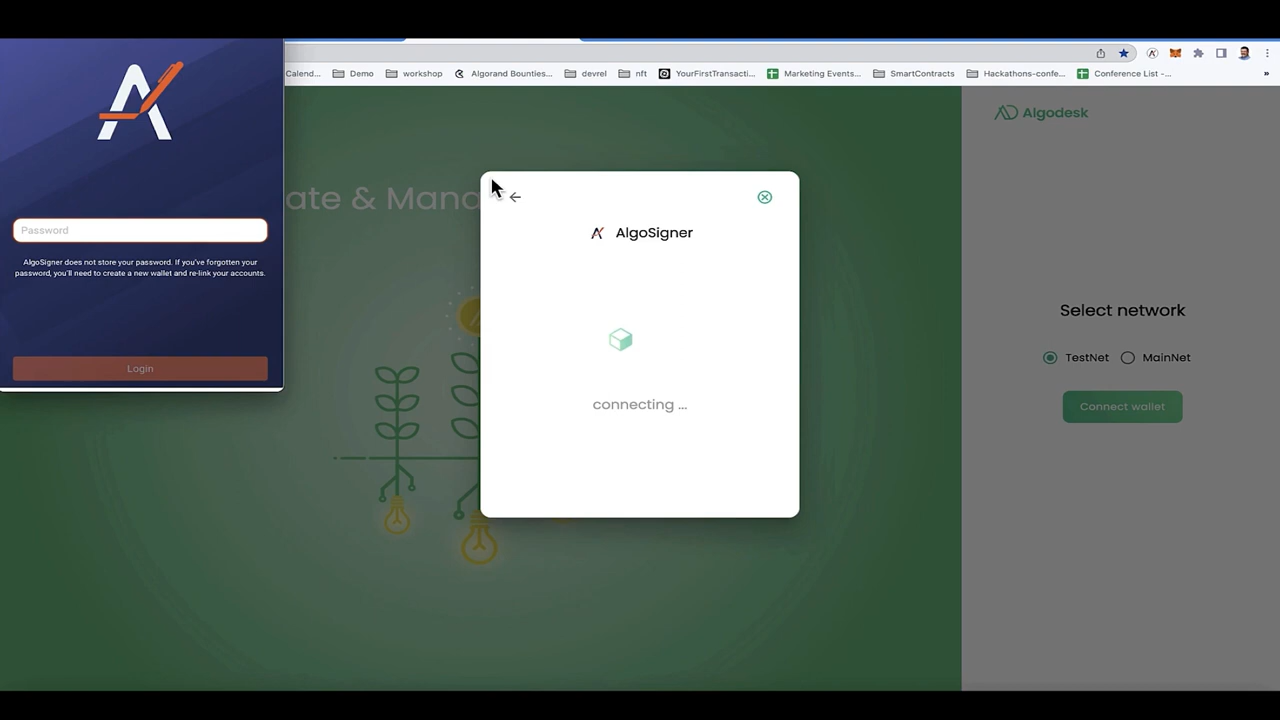 Calend...
Demo
workshop
Algorand Bounties...
devrel
nft
YourFirstTransacti...
Marketing Events...
SmartContracts
Hackathons-confe...
Conference List -...
»
Password
AlgoSigner does not store your password. If you've forgotten your
password, you'll need to create a new wallet and re-link your accounts.
Login
ate & Mana
AlgoSigner
connecting ...
Algodesk
Select network
TestNet
MainNet
Connect wallet